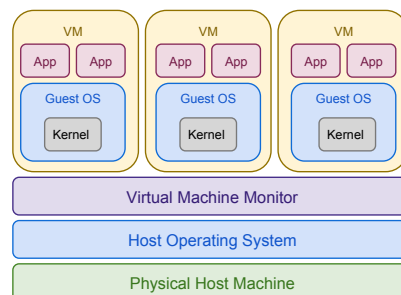 VM VM VM
App App App App App App
Guest OS Guest OS Guest OS
Kernel Kernel Kernel
Virtual Machine Monitor
Host Operating System
Physical Host Machine